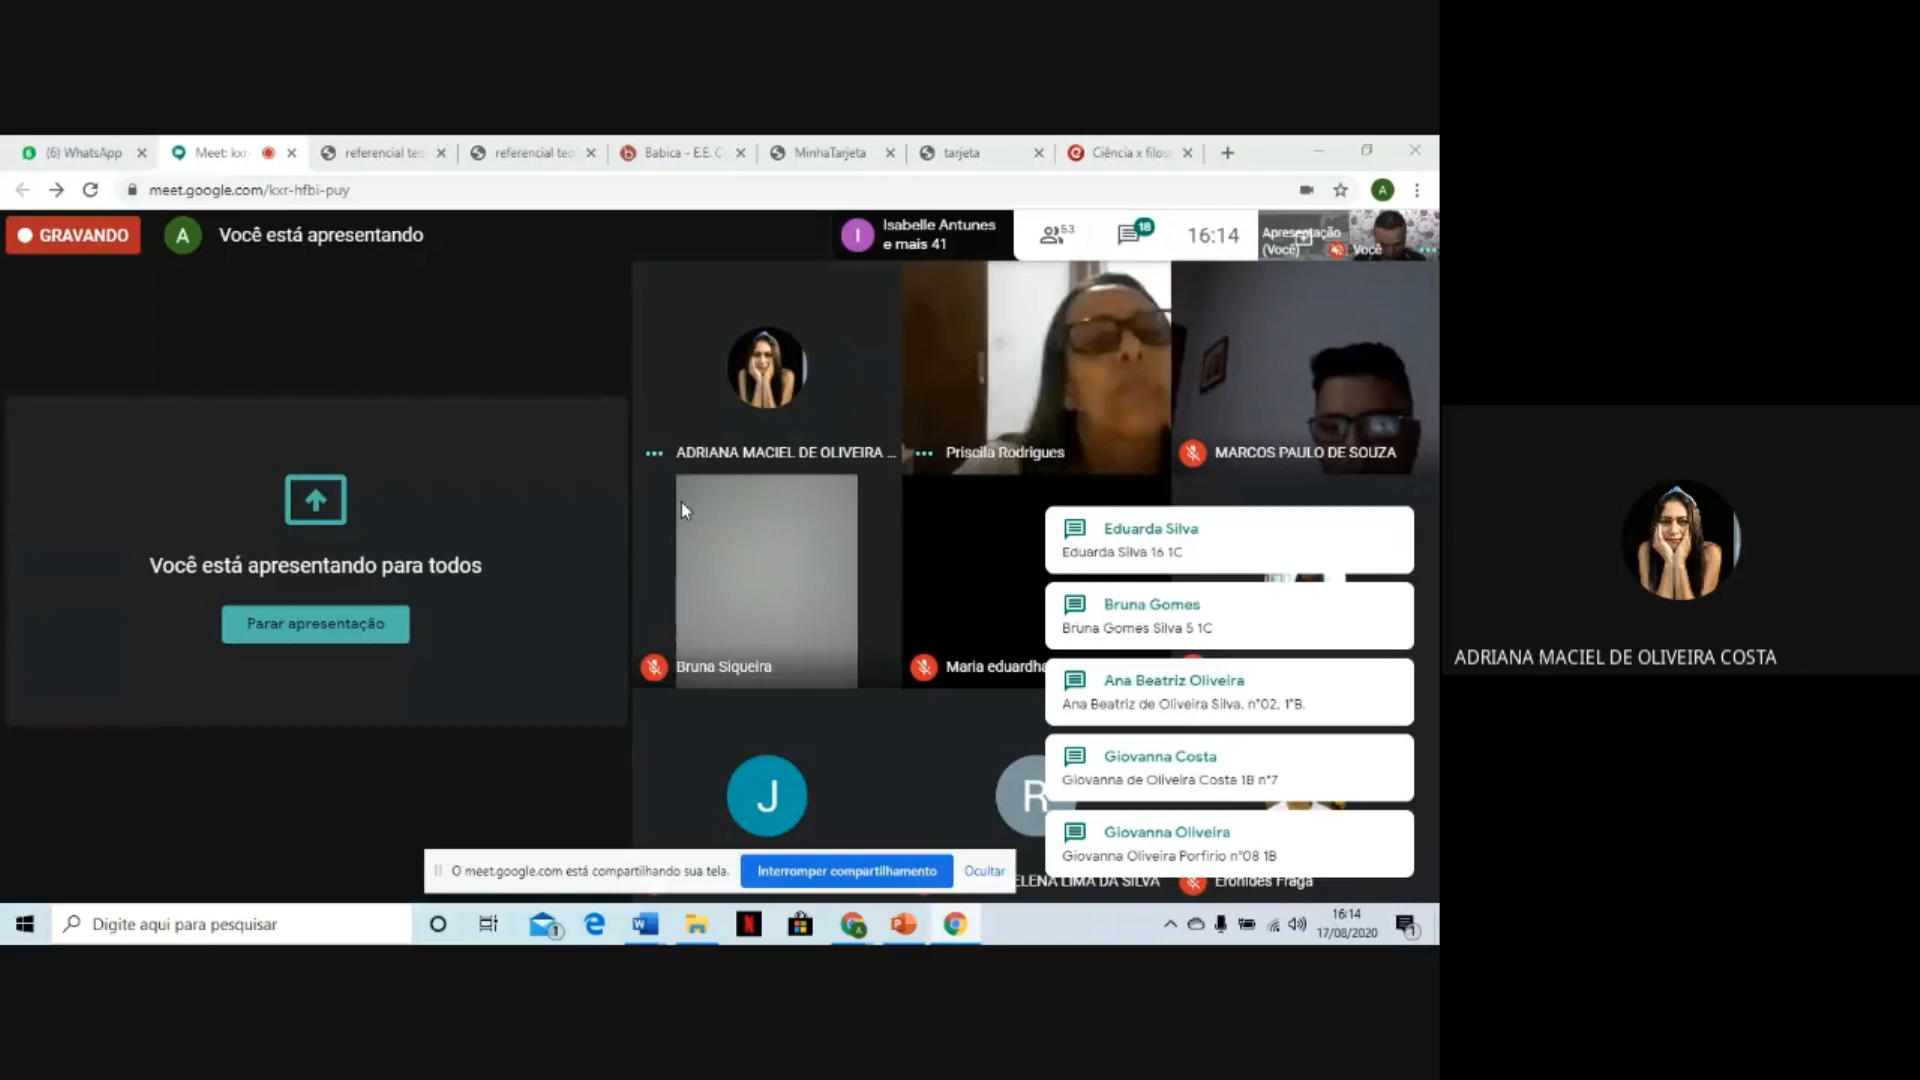 (6) WhatsApp
Meet: kxr-
referencial teo
referencial teo
Babica - E.E. C
MinhaTarjeta
tarjeta
Ciência x filoso
meet.google.com/kxr-hfbi-puy
GRAVANDO
A
Você está apresentando
I
Isabelle Antunes
e mais 41
53
18
16:14
Apresentação
(Você)
Você
A
ADRIANA MACIEL DE OLIVEIRA ...
Priscila Rodrigues
MARCOS PAULO DE SOUZA
Você está apresentando para todos
Parar apresentação
Bruna Siqueira
Maria eduardha
Eduarda Silva
Eduarda Silva 16 1C
Bruna Gomes
Bruna Gomes Silva 5 1C
Ana Beatriz Oliveira
Ana Beatriz de Oliveira Silva. n°02, 1°B.
Giovanna Costa
Giovanna de Oliveira Costa 1B n°7
Giovanna Oliveira
Giovanna Oliveira Porfirio n°08 1B
J
R
ELENA LIMA DA SILVA
Eronides Fraga
O meet.google.com está compartilhando sua tela.
Interromper compartilhamento
Ocultar
ADRIANA MACIEL DE OLIVEIRA COSTA
Digite aqui para pesquisar
16:14
17/08/2020